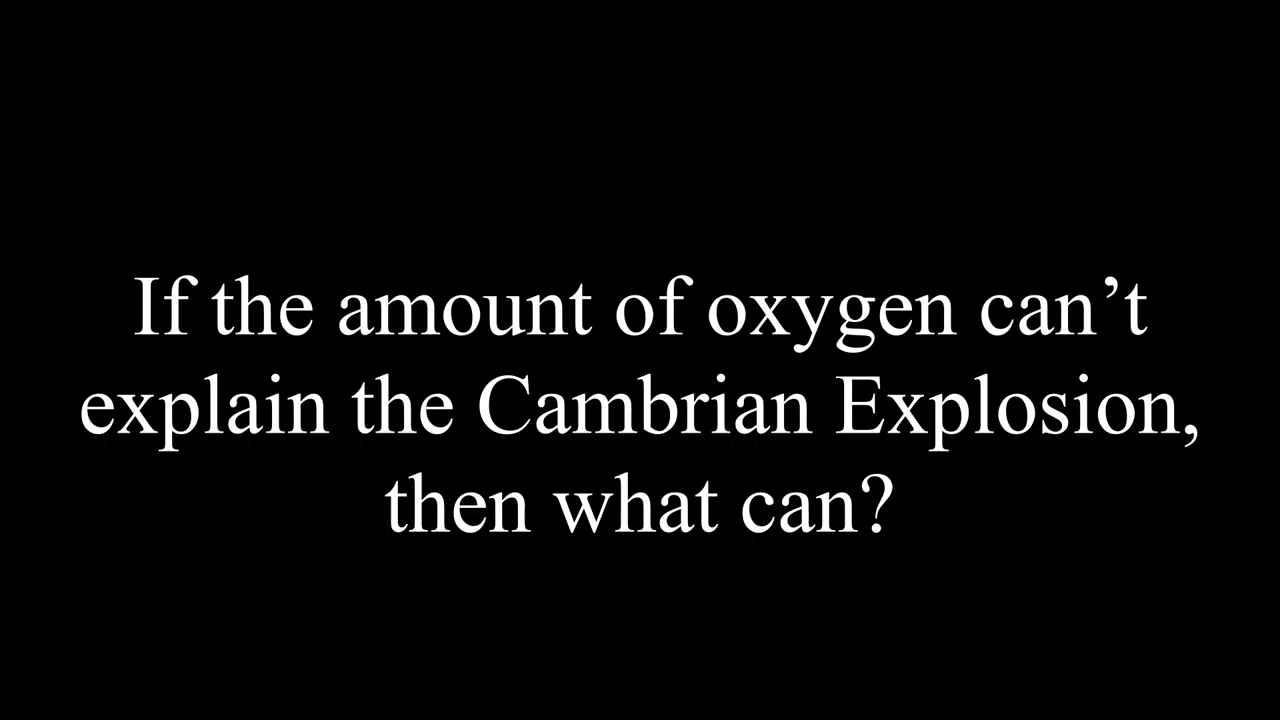 If the amount of oxygen can’t
explain the Cambrian Explosion,
then what can?